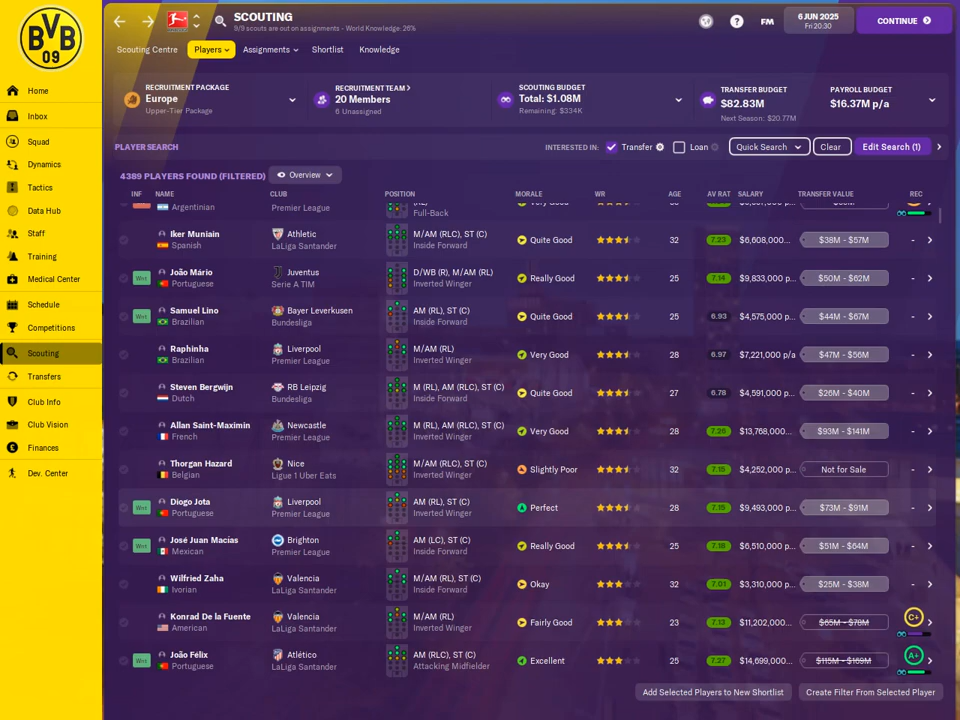 BVB
09
SCOUTING
9/9 scouts are out on assignments - World Knowledge: 26%
FM
6 JUN 2025
Fri 20:30
CONTINUE
Scouting Centre
Players
Assignments
Shortlist
Knowledge
RECRUITMENT PACKAGE
Europe
Upper-Tier Package
RECRUITMENT TEAM
20 Members
6 Unassigned
SCOUTING BUDGET
Total: $1.08M
Remaining: $334K
TRANSFER BUDGET
$82.83M
Next Season: $20.77M
PAYROLL BUDGET
$16.37M p/a
PLAYER SEARCH
INTERESTED IN:
Transfer
Loan
Quick Search
Clear
Edit Search (1)
4389 PLAYERS FOUND (FILTERED)
Overview
INF NAME CLUB POSITION MORALE WR AGE AV RAT SALARY TRANSFER VALUE REC
Argentinian Premier League Full-Back
Iker Muniain Athletic M/AM (RLC), ST (C) Quite Good 32 7.23 $6,608,000... $38M - $57M -
Spanish LaLiga Santander Inside Forward
Wnt João Mário Juventus D/WB (R), M/AM (RL) Really Good 25 7.14 $9,833,000... $50M - $62M -
Portuguese Serie A TIM Inverted Winger
Wnt Samuel Lino Bayer Leverkusen AM (RL), ST (C) Quite Good 25 6.93 $4,575,000... $44M - $67M -
Brazilian Bundesliga Inside Forward
Raphinha Liverpool M/AM (RL) Very Good 28 6.97 $7,221,000 p/a $47M - $56M -
Brazilian Premier League Inverted Winger
Steven Bergwijn RB Leipzig M (RL), AM (RLC), ST (C) Quite Good 27 6.78 $4,591,000 p... $26M - $40M -
Dutch Bundesliga Inside Forward
Allan Saint-Maximin Newcastle M (RL), AM (RLC), ST (C) Very Good 28 7.26 $13,768,000... $93M - $141M -
French Premier League Inverted Winger
Thorgan Hazard Nice M/AM (RLC), ST (C) Slightly Poor 32 7.15 $4,252,000 p... Not for Sale -
Belgian Ligue 1 Uber Eats Inverted Winger
Wnt Diogo Jota Liverpool AM (RL), ST (C) Perfect 28 7.15 $9,493,000... $73M - $91M -
Portuguese Premier League Inverted Winger
Wnt José Juan Macías Brighton AM (LC), ST (C) Really Good 25 7.18 $6,510,000... $51M - $64M -
Mexican Premier League Inside Forward
Wilfried Zaha Valencia M/AM (RL), ST (C) Okay 32 7.01 $3,310,000 p... $25M - $38M -
Ivorian LaLiga Santander Inside Forward
Konrad De la Fuente Valencia M/AM (RL) Fairly Good 23 7.13 $11,202,000... $65M - $78M C+
American LaLiga Santander Inverted Winger
Wnt João Félix Atlético AM (RLC), ST (C) Excellent 25 7.27 $14,699,000... $115M - $169M A+
Portuguese LaLiga Santander Attacking Midfielder
Home
Inbox
Squad
Dynamics
Tactics
Data Hub
Staff
Training
Medical Center
Schedule
Competitions
Scouting
Transfers
Club Info
Club Vision
Finances
Dev. Center
Add Selected Players to New Shortlist
Create Filter From Selected Player